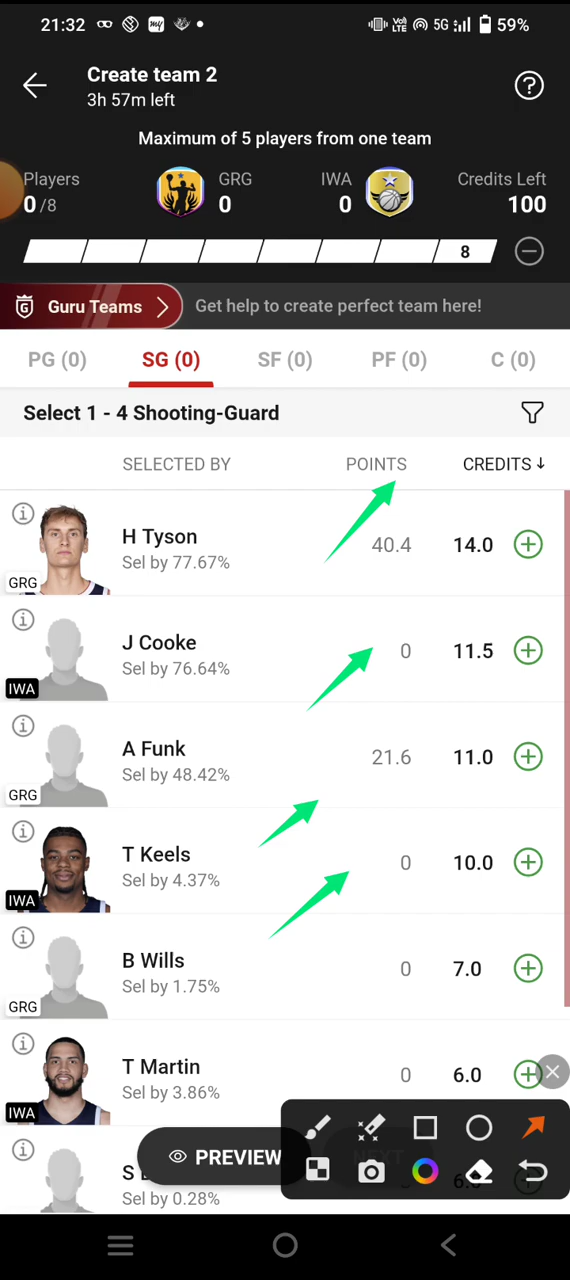 21:32
my
Vo) LTE
5G
59%
Create team 2
3h 57m left
Maximum of 5 players from one team
Players
GRG
IWA
Credits Left
0 /8
0
0
100
8
Guru Teams
Get help to create perfect team here!
PG (0) SG (0) SF (0) PF (0) C (0)
Select 1 - 4 Shooting-Guard
SELECTED BY POINTS CREDITS ↓
H Tyson
Sel by 77.67%
40.4 14.0
GRG
J Cooke
Sel by 76.64%
0 11.5
IWA
A Funk
Sel by 48.42%
21.6 11.0
GRG
T Keels
Sel by 4.37%
0 10.0
IWA
B Wills
Sel by 1.75%
0 7.0
GRG
T Martin
Sel by 3.86%
0 6.0
IWA
S
Sel by 0.28%
PREVIEW
NEXT